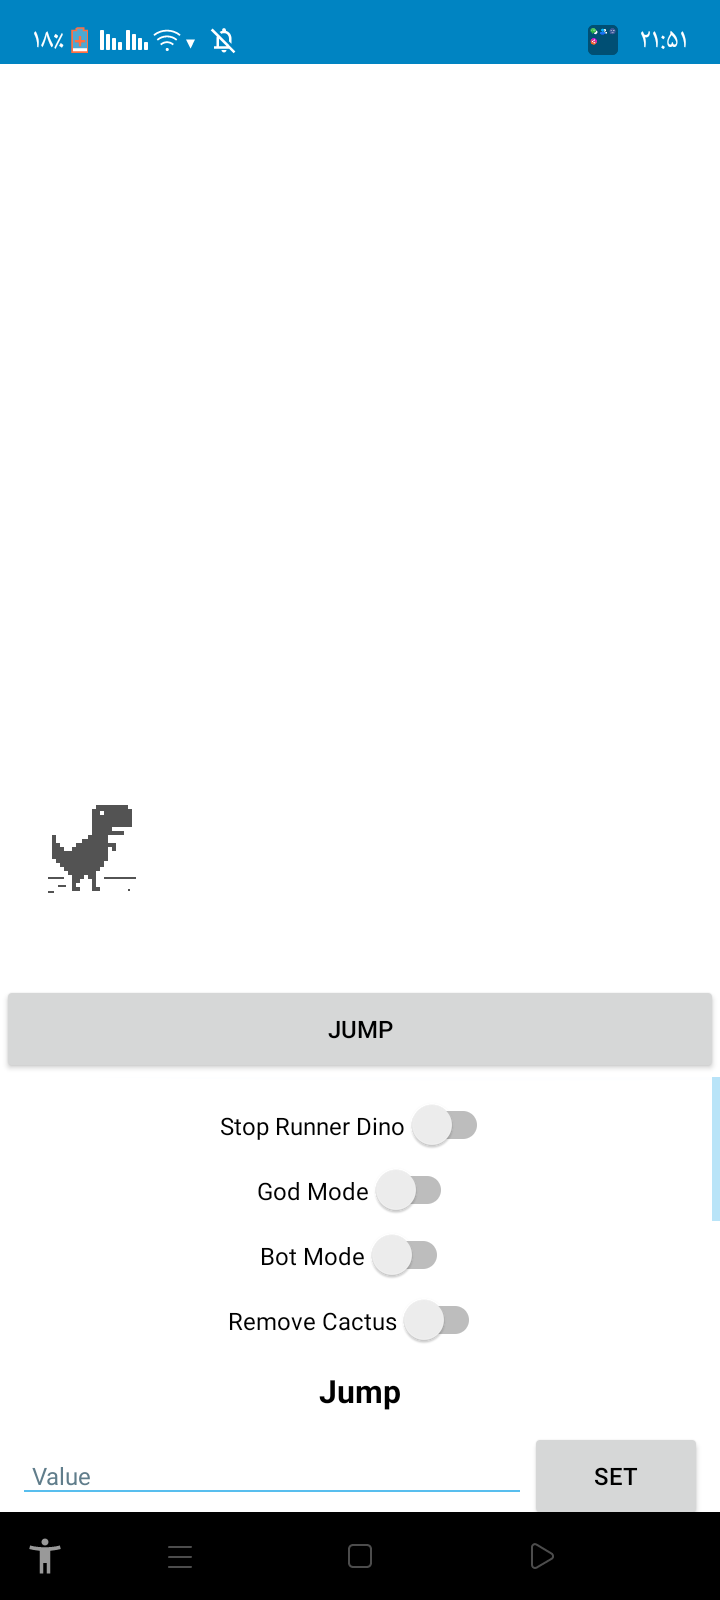 ۱۸٪ ۲۱:۵۱
JUMP
Stop Runner Dino
God Mode
Bot Mode
Remove Cactus
Jump
Value SET